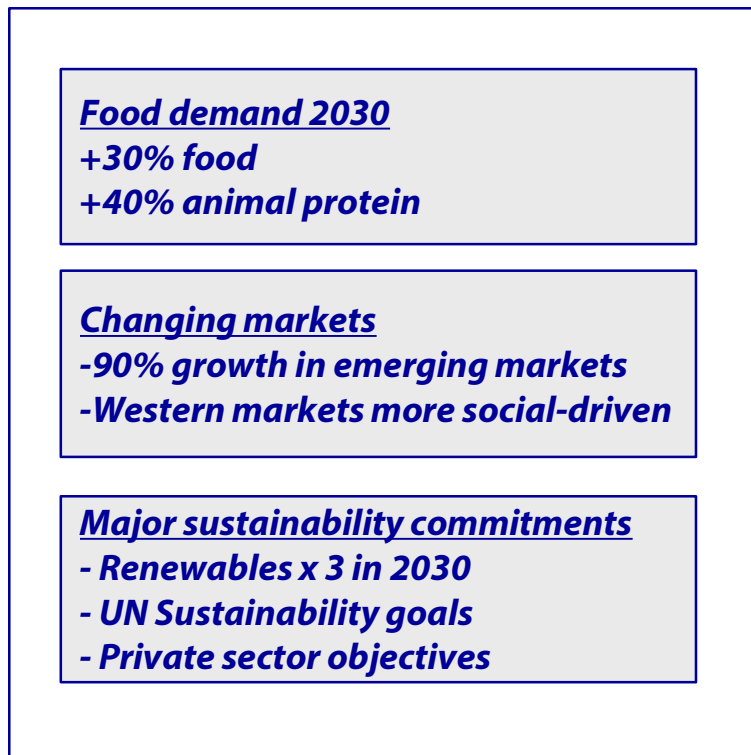 Food demand 2030
+30% food
+40% animal protein
Changing markets
-90% growth in emerging markets
-Western markets more social-driven
Major sustainability commitments
- Renewables x 3 in 2030
- UN Sustainability goals
- Private sector objectives